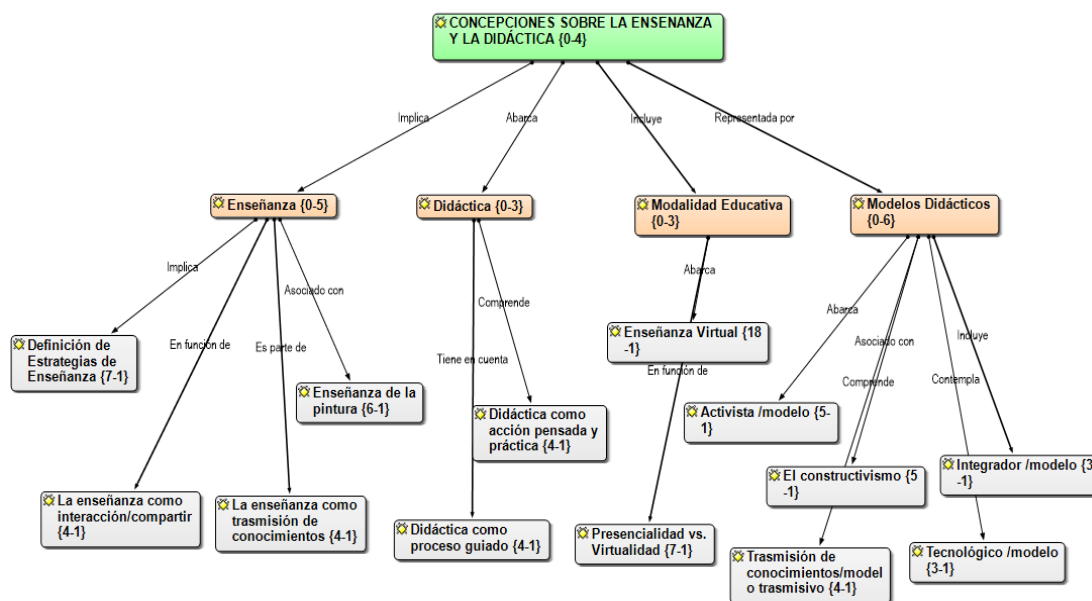 CONCEPCIONES SOBRE LA ENSENANZA
Y LA DIDÁCTICA {0-4}
Implica
Abarca
Incluye
Representada por
Enseñanza {0-5}
Didáctica {0-3}
Modalidad Educativa
{0-3}
Modelos Didácticos
{0-6}
Implica
Asociado con
En función de
Es parte de
Comprende
Tiene en cuenta
Abarca
En función de
Abarca
Asociado con
Comprende
Incluye
Contempla
Definición de
Estrategias de
Enseñanza {7-1}
Enseñanza de la
pintura {6-1}
Enseñanza Virtual {18
-1}
Didáctica como
acción pensada y
práctica {4-1}
Activista /modelo {5-
1}
El constructivismo {5
-1}
Integrador /modelo {3
-1}
La enseñanza como
interacción/compartir
{4-1}
La enseñanza como
trasmisión de
conocimientos {4-1}
Didáctica como
proceso guiado {4-1}
Presencialidad vs.
Virtualidad {7-1}
Trasmisión de
conocimientos/model
o trasmisivo {4-1}
Tecnológico /modelo
{3-1}